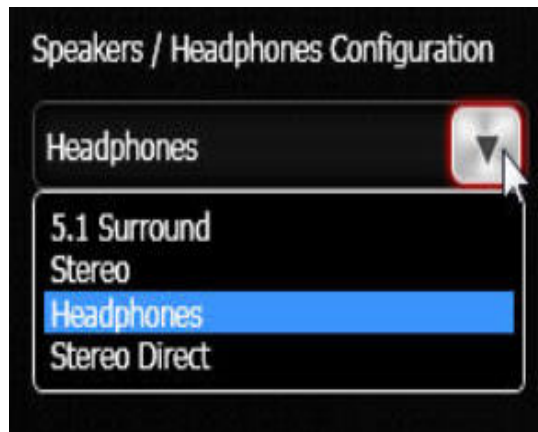 Speakers / Headphones Configuration
Headphones
5.1 Surround
Stereo
Headphones
Stereo Direct